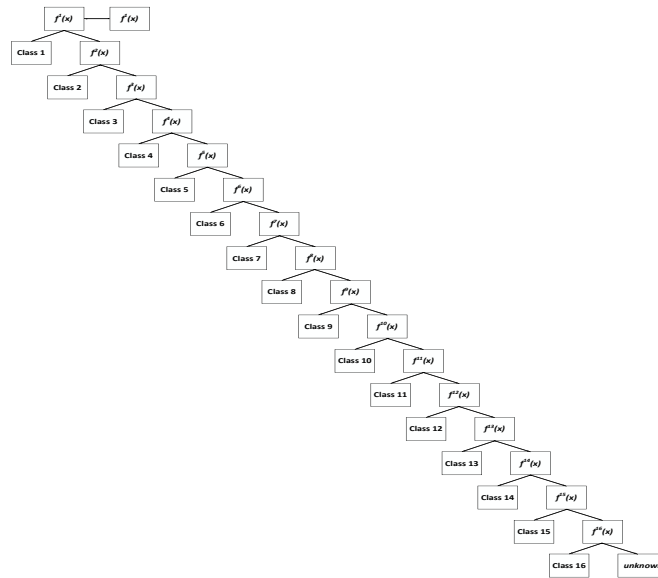 f¹(x) f¹(x)
Class 1 f²(x)
Class 2 f³(x)
Class 3 f⁴(x)
Class 4 f⁵(x)
Class 5 f⁶(x)
Class 6 f⁷(x)
Class 7 f⁸(x)
Class 8 f⁹(x)
Class 9 f¹⁰(x)
Class 10 f¹¹(x)
Class 11 f¹²(x)
Class 12 f¹³(x)
Class 13 f¹⁴(x)
Class 14 f¹⁵(x)
Class 15 f¹⁶(x)
Class 16 unknow